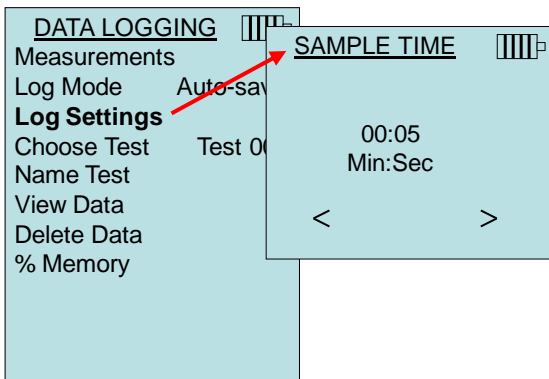 DATA LOGGING
Measurements
Log Mode Auto-sav
Log Settings
Choose Test Test 00
Name Test
View Data
Delete Data
% Memory
SAMPLE TIME
00:05
Min:Sec
< >